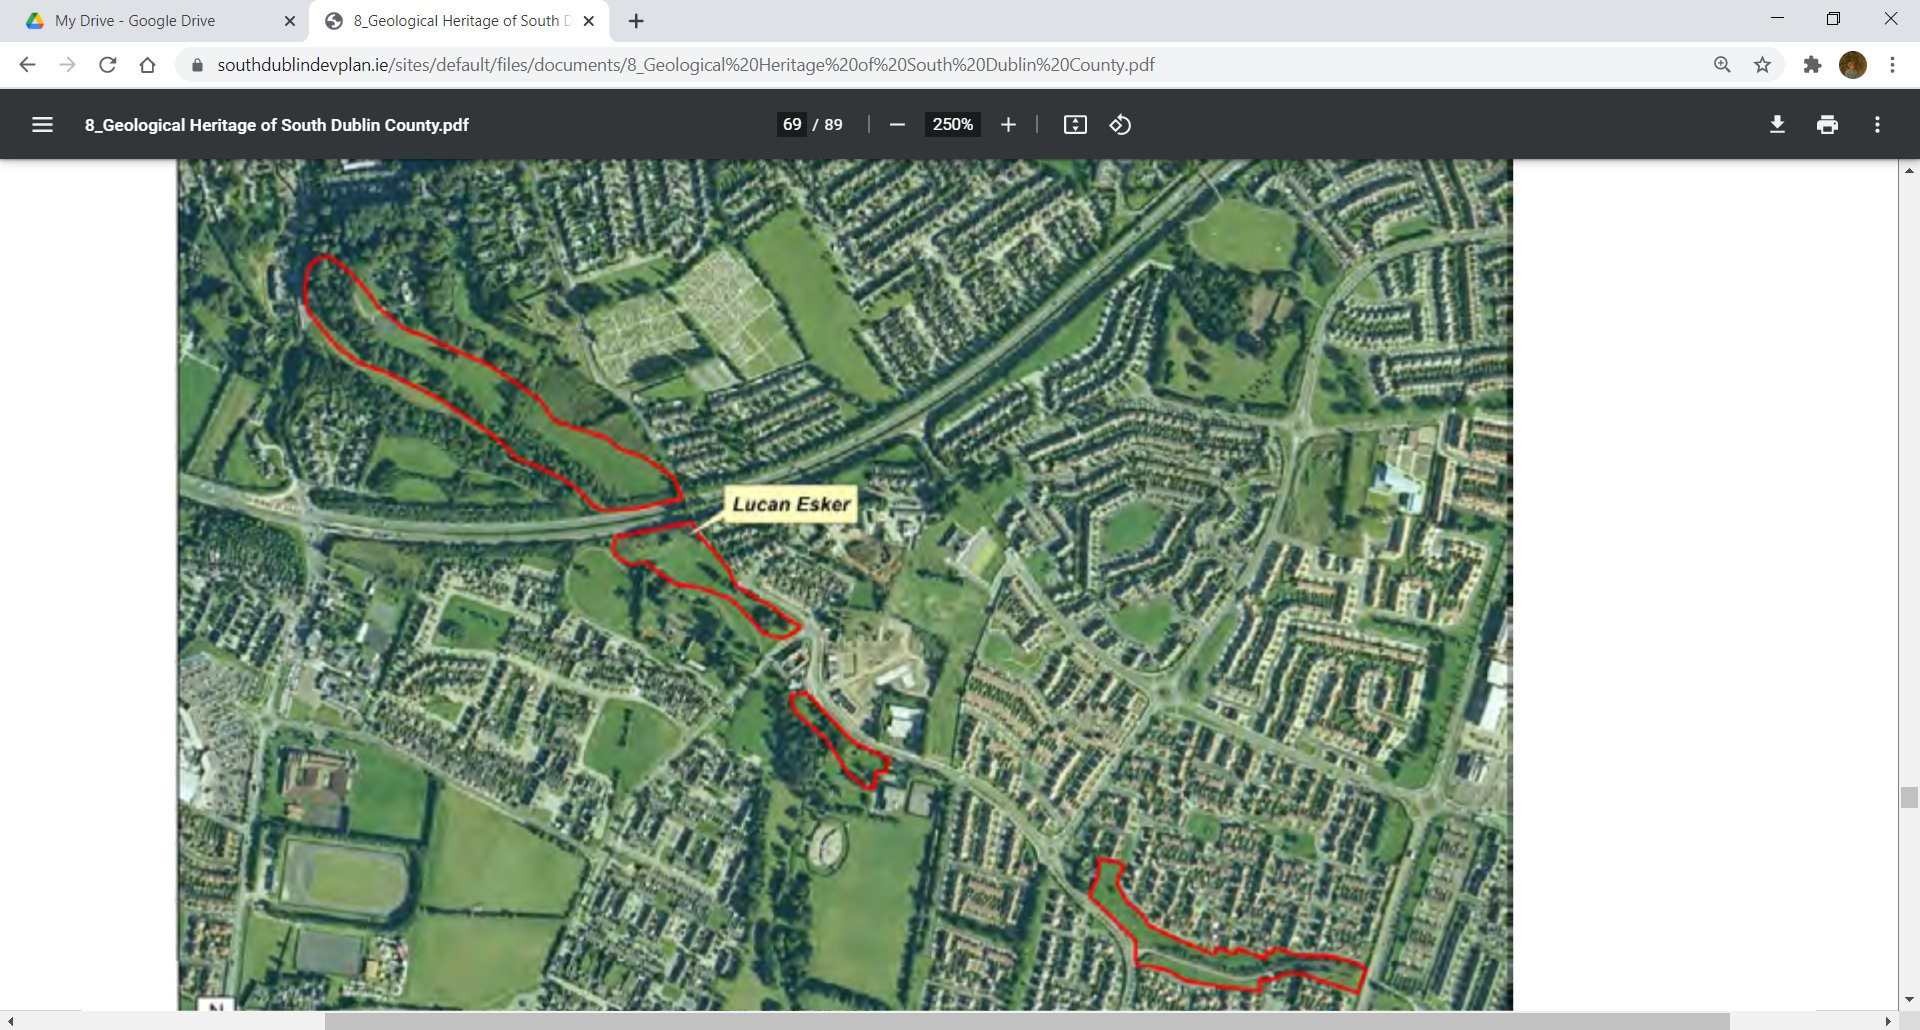 My Drive - Google Drive
8_Geological Heritage of South D
southdublindevplan.ie/sites/default/files/documents/8_Geological%20Heritage%20of%20South%20Dublin%20County.pdf
8_Geological Heritage of South Dublin County.pdf
69 / 89
250%
Lucan Esker